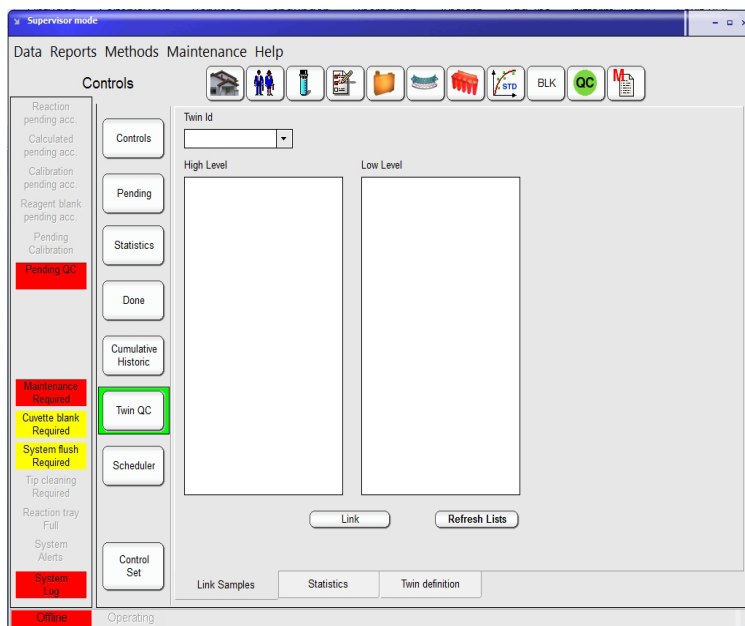 Supervisor mode
Data Reports Methods Maintenance Help
Controls
STD
BLK
QC
M
Reaction
pending acc.
Calculated
pending acc.
Calibration
pending acc.
Reagent blank
pending acc.
Pending
Calibration
Pending QC
Maintenance
Required
Cuvette blank
Required
System flush
Required
Tip cleaning
Required
Reaction tray
Full
System
Alerts
System
Log
Controls
Pending
Statistics
Done
Cumulative
Historic
Twin QC
Scheduler
Control
Set
Twin Id
High Level
Low Level
Link
Refresh Lists
Link Samples
Statistics
Twin definition
Offline
Operating